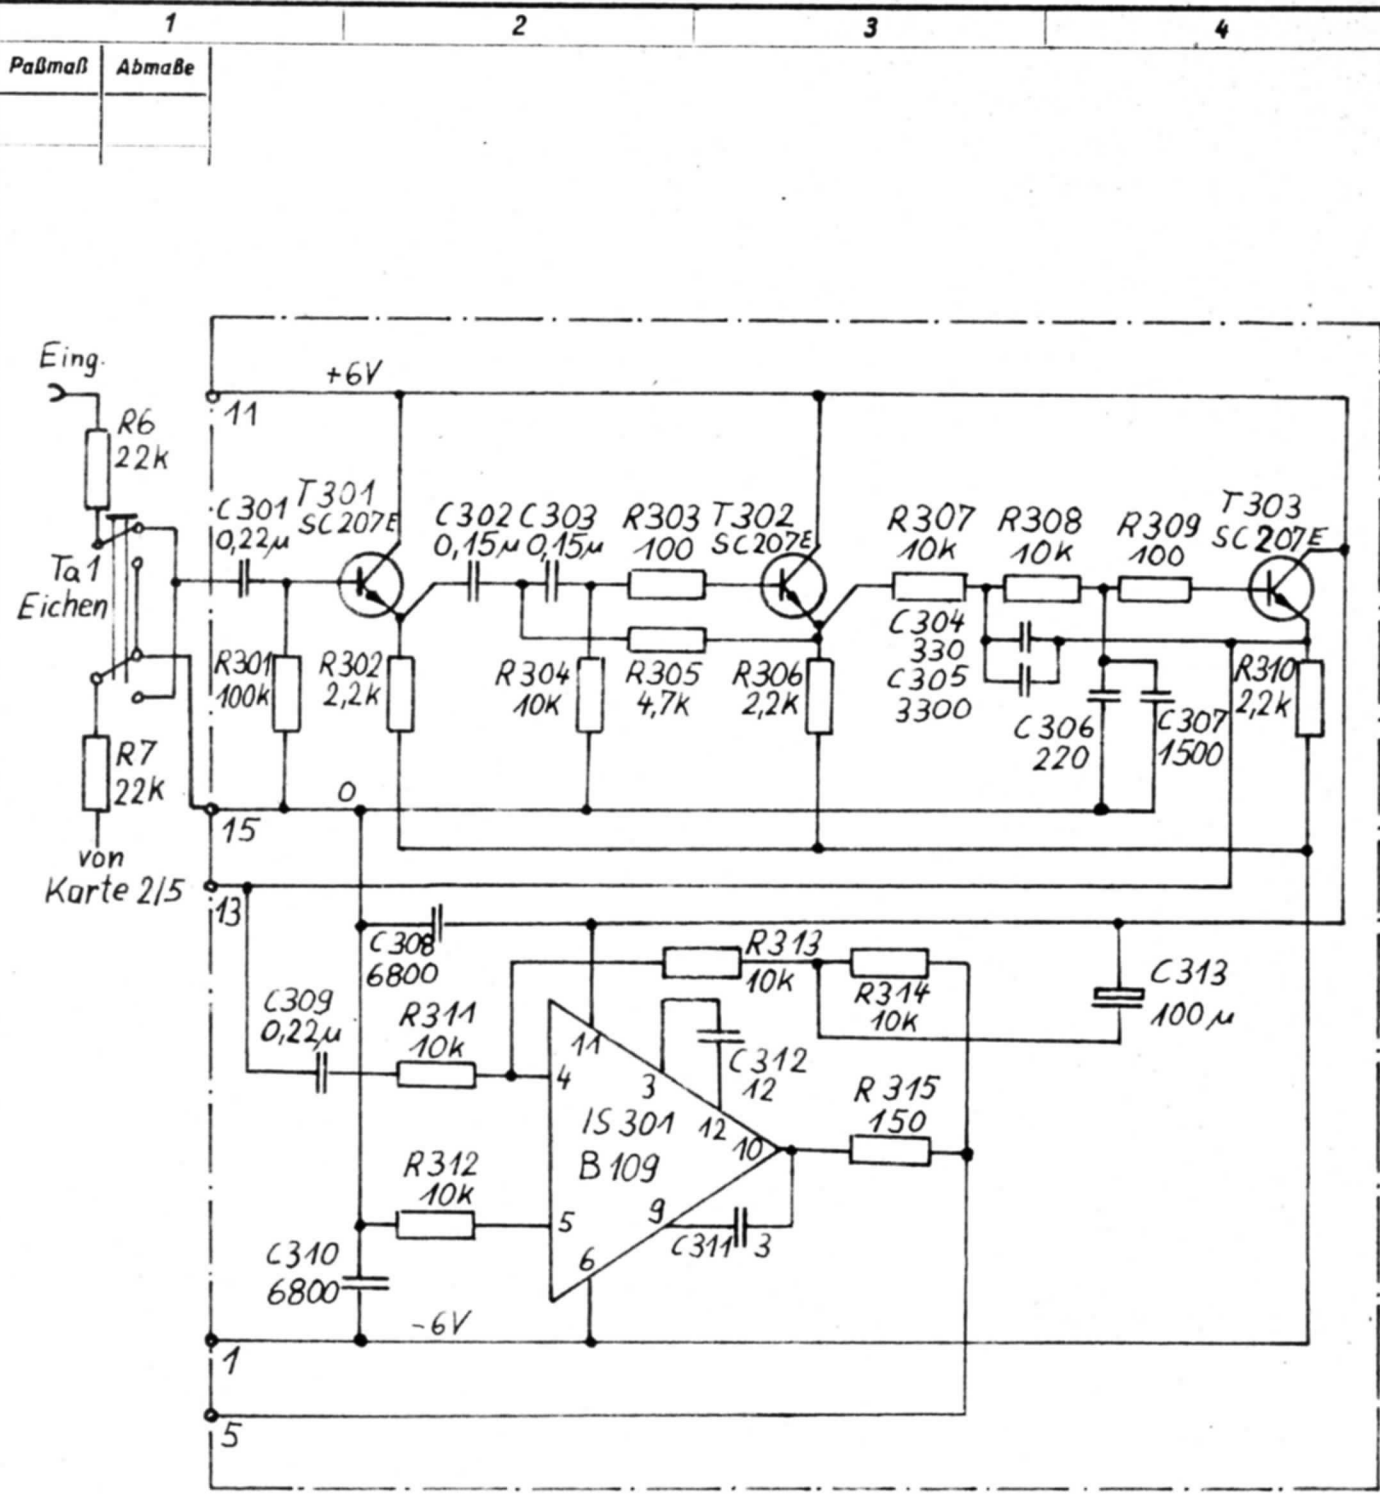 1 2 3 4
Paßmaß Abmaße
Eing.
+6V
11
R6
22K
C301
0,22µ
T301
SC207E
C302
0,15µ
C303
0,15µ
R303
100
T302
SC207E
R307
10K
R308
10K
R309
100
T303
SC207E
Ta1
Eichen
R301
100K
R302
2,2K
R304
10K
R305
4,7K
R306
2,2K
C304
330
C305
3300
C306
220
C307
1500
R310
2,2K
R7
22K
0
15
von
Karte 2/5
13
C308
6800
R313
10K
R314
10K
C313
100µ
C309
0,22µ
R311
10K
11
4
3
C312
12
IS301
B109
12
10
R315
150
R312
10K
5
9
6
C311
3
C310
6800
-6V
1
5